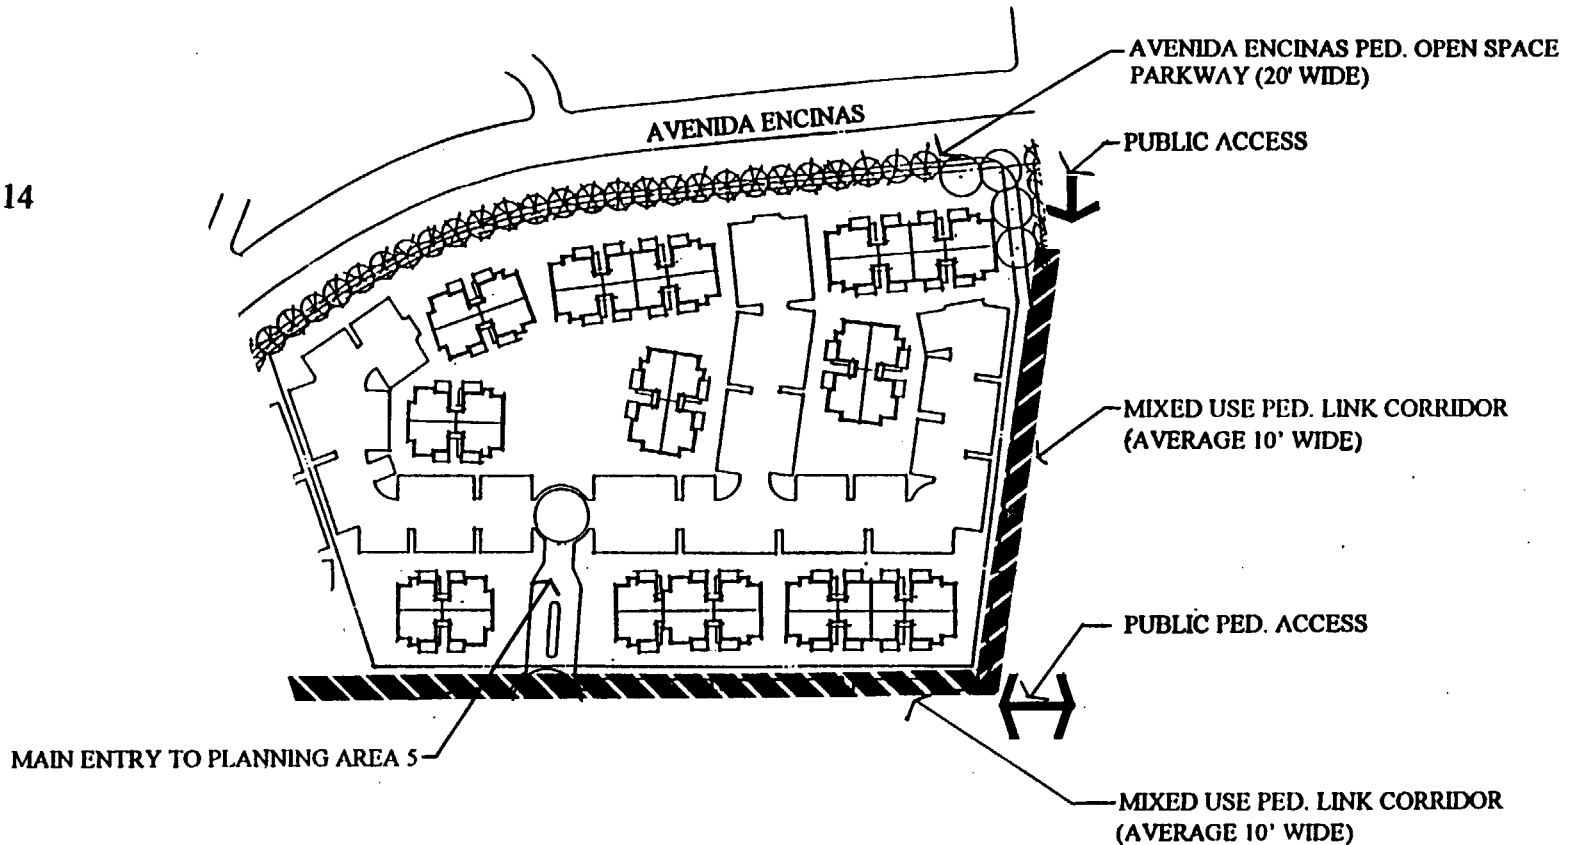 AVENIDA ENCINAS PED. OPEN SPACE
PARKWAY (20' WIDE)
AVENIDA ENCINAS
PUBLIC ACCESS
14
MIXED USE PED. LINK CORRIDOR
(AVERAGE 10' WIDE)
PUBLIC PED. ACCESS
MAIN ENTRY TO PLANNING AREA 5
MIXED USE PED. LINK CORRIDOR
(AVERAGE 10' WIDE)